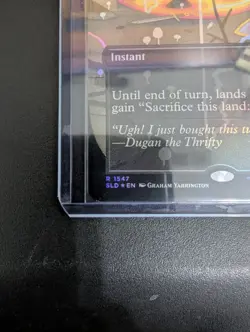 Instant
Until end of turn, lands
gain “Sacrifice this land:
“Ugh! I just bought this
—Dugan the Thrifty
R 1547
SLD ★ EN GRAHAM YARRINGTON